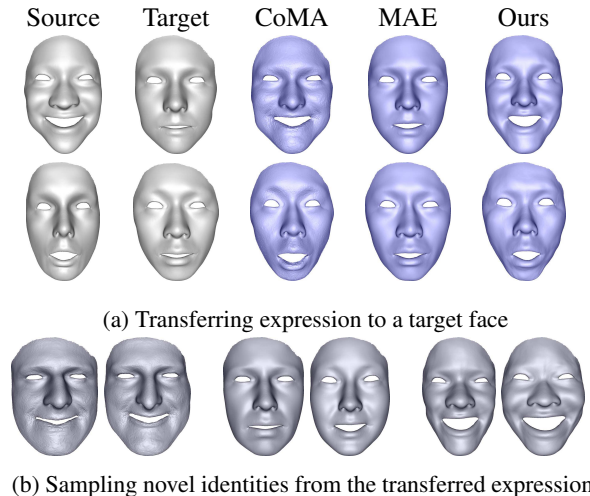 Source Target CoMA MAE Ours
(a) Transferring expression to a target face
(b) Sampling novel identities from the transferred expression